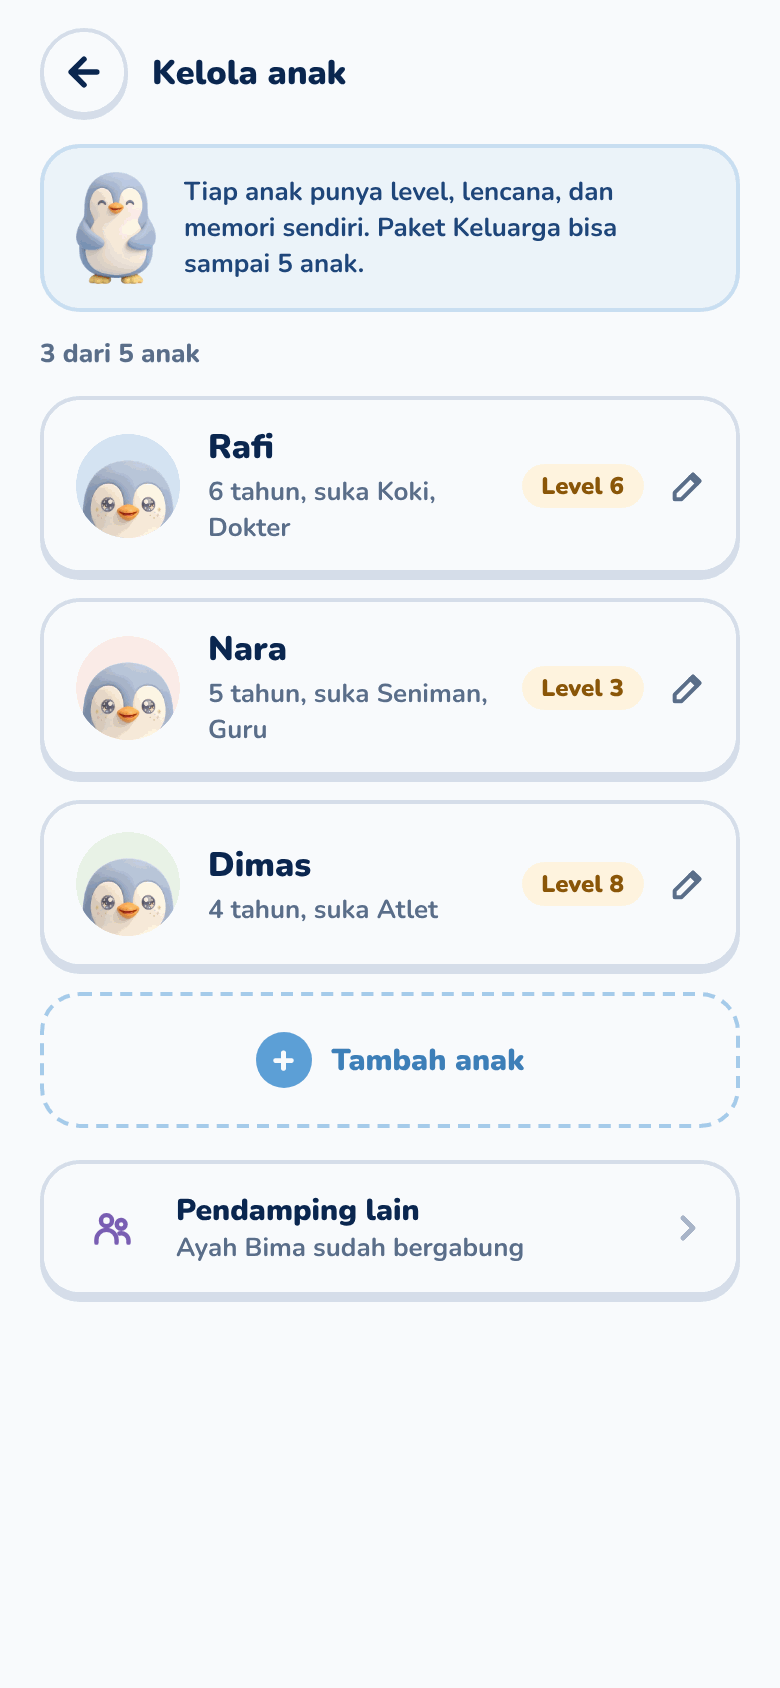 Kelola anak
Tiap anak punya level, lencana, dan
memori sendiri. Paket Keluarga bisa
sampai 5 anak.
3 dari 5 anak
Rafi
6 tahun, suka Koki,
Dokter
Level 6
Nara
5 tahun, suka Seniman,
Guru
Level 3
Dimas
4 tahun, suka Atlet
Level 8
Tambah anak
Pendamping lain
Ayah Bima sudah bergabung